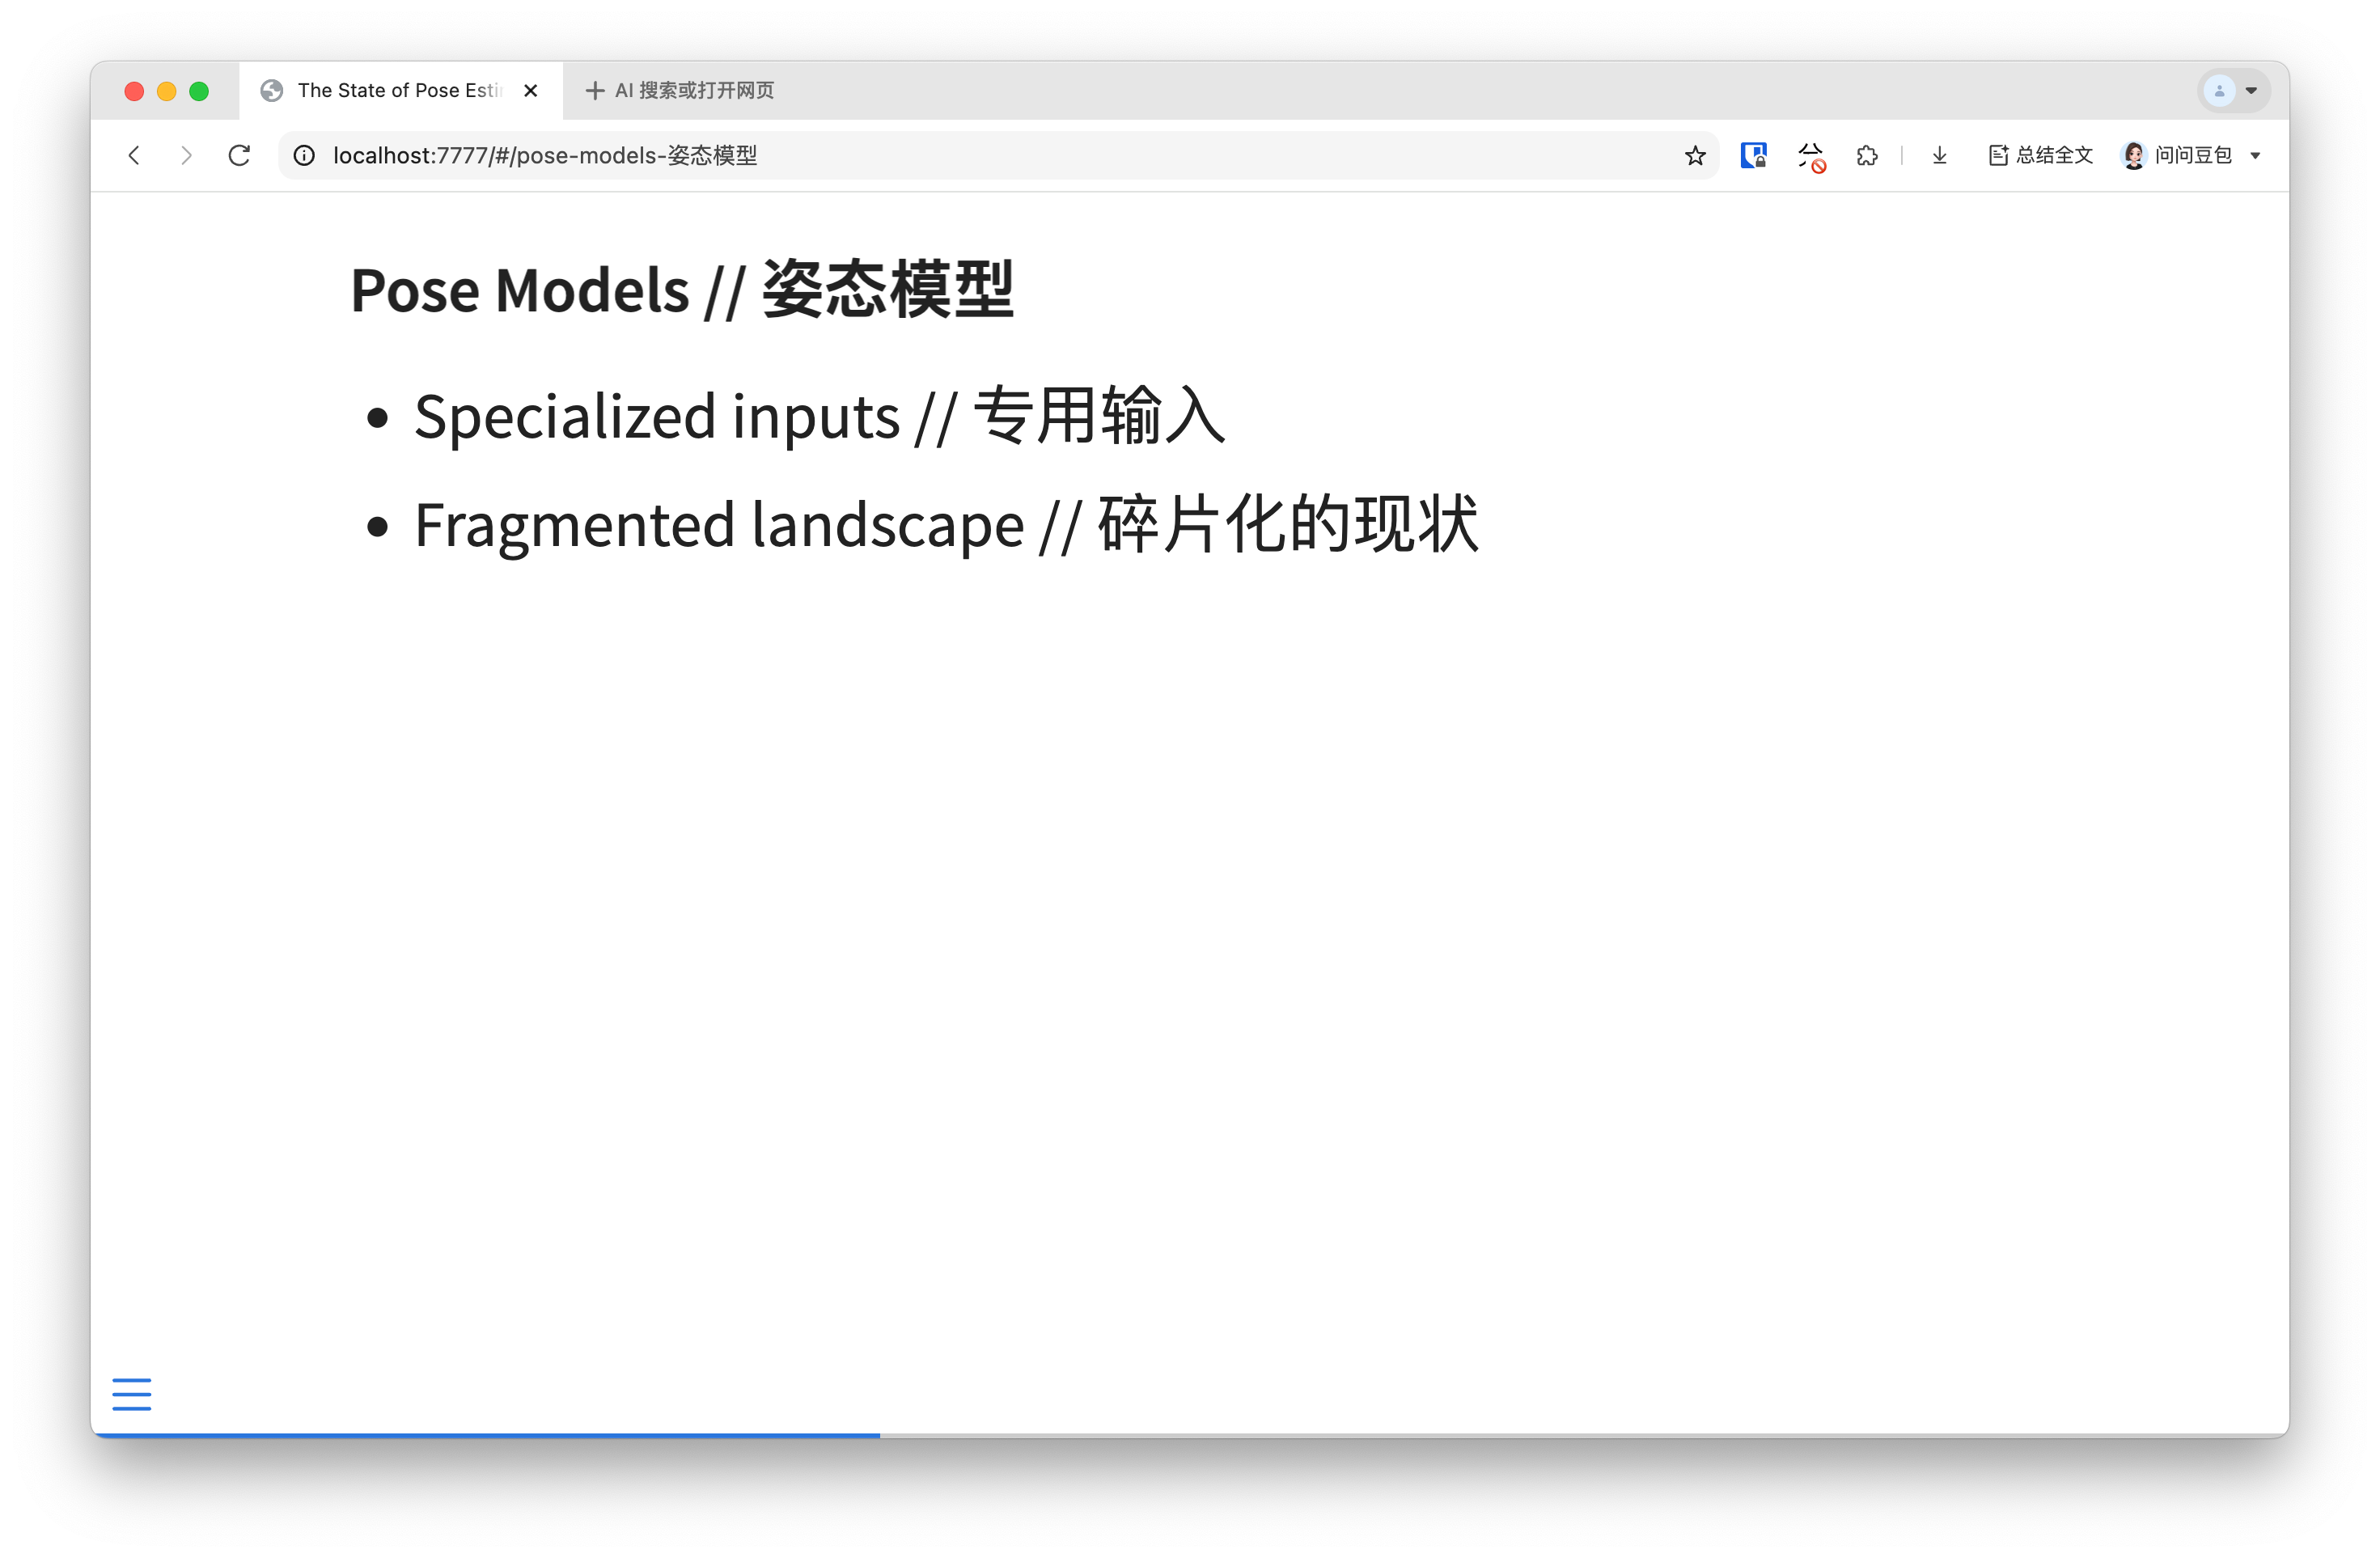 The State of Pose Esti
AI 搜索或打开网页
localhost:7777/#/pose-models-姿态模型
总结全文
问问豆包
Pose Models // 姿态模型
Specialized inputs // 专用输入
Fragmented landscape // 碎片化的现状